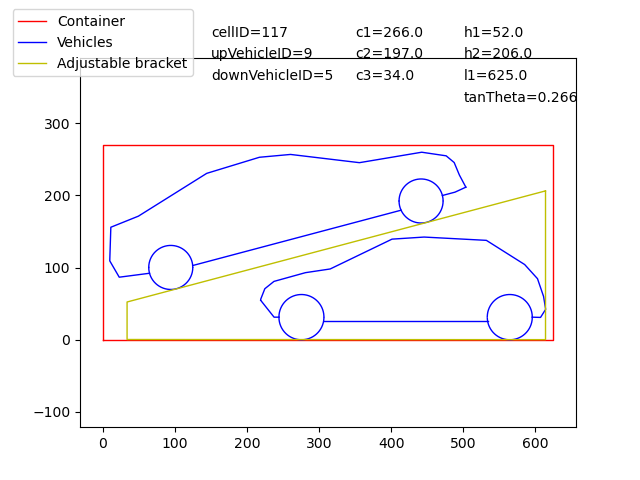 Container
Vehicles
Adjustable bracket
cellID=117 c1=266.0 h1=52.0
upVehicleID=9 c2=197.0 h2=206.0
downVehicleID=5 c3=34.0 l1=625.0
tanTheta=0.266
300
200
100
0
−100
0 100 200 300 400 500 600